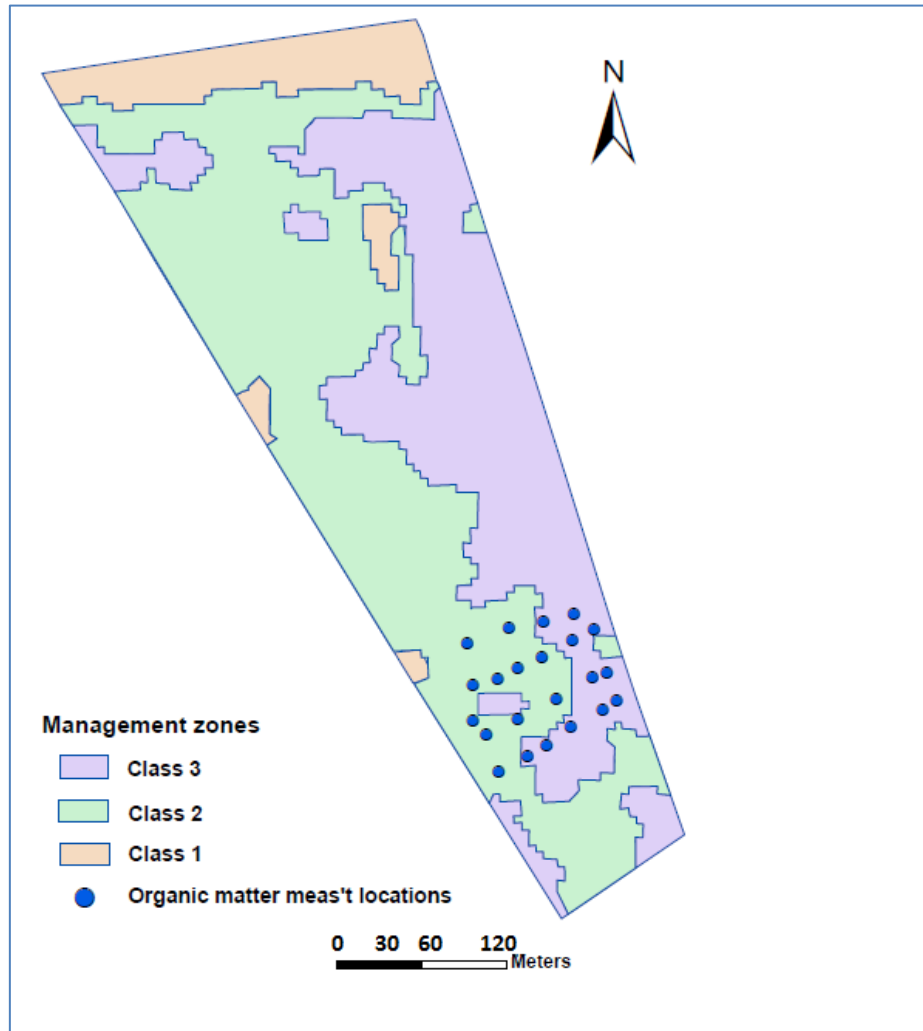 N
Management zones
Class 3
Class 2
Class 1
Organic matter meas't locations
0 30 60 120
Meters